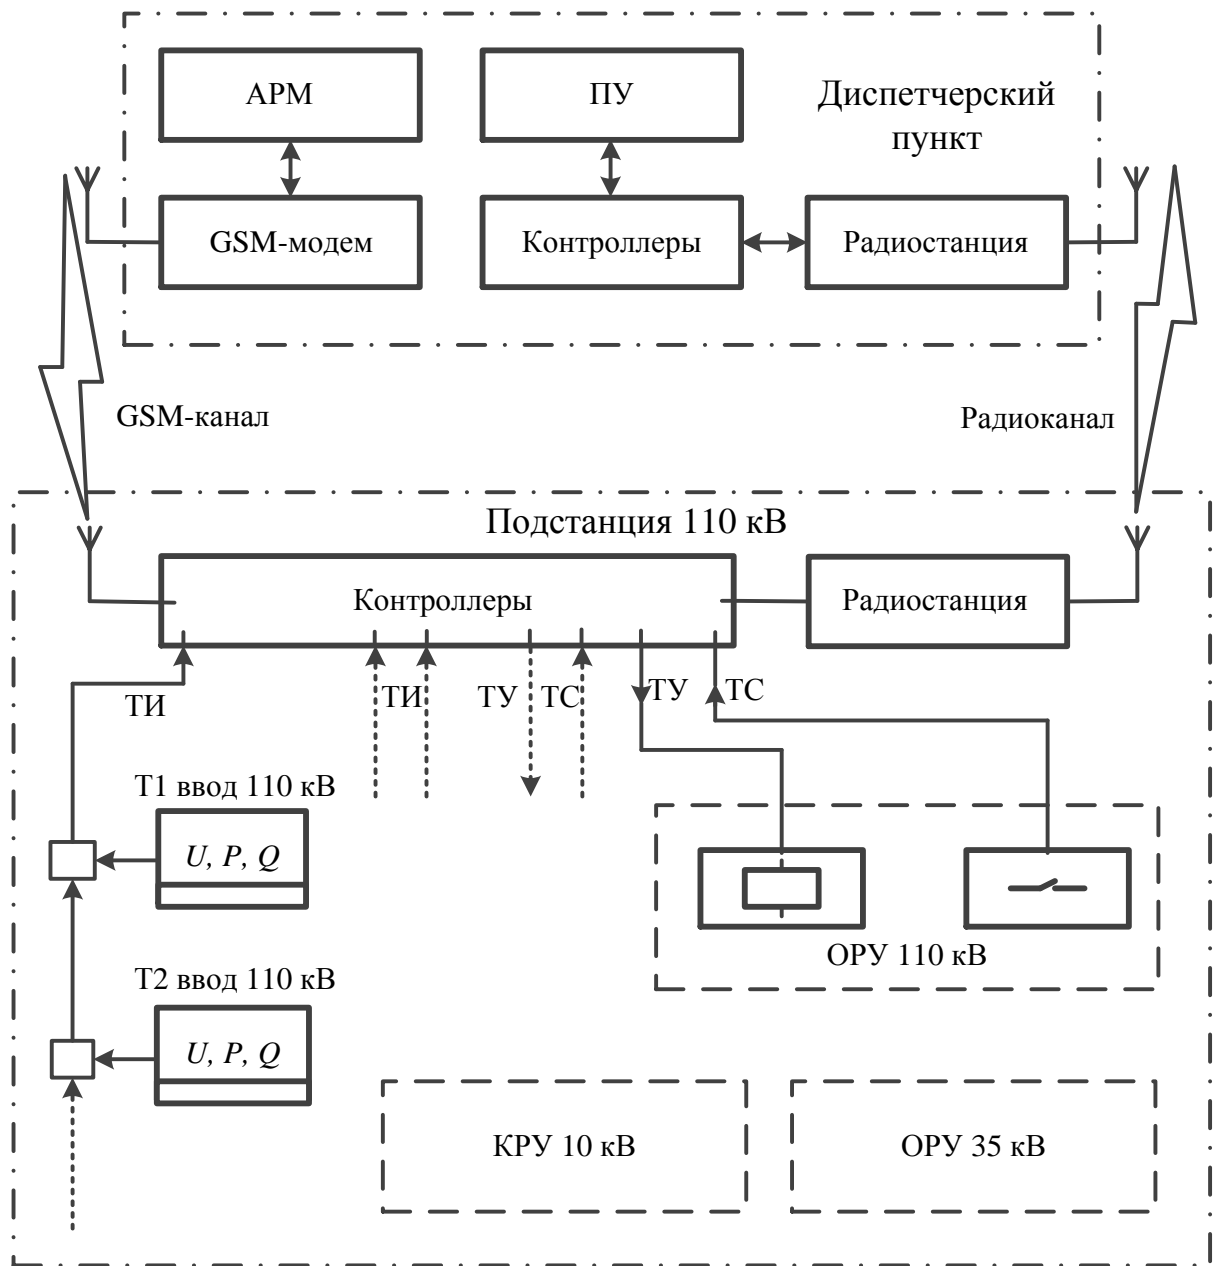 АРМ
ПУ
Диспетчерский
пункт
GSM-модем
Контроллеры
Радиостанция
GSM-канал
Радиоканал
Подстанция 110 кВ
Контроллеры
Радиостанция
ТИ
ТИ
ТУ
ТС
ТУ
ТС
Т1 ввод 110 кВ
U, P, Q
ОРУ 110 кВ
Т2 ввод 110 кВ
U, P, Q
КРУ 10 кВ
ОРУ 35 кВ